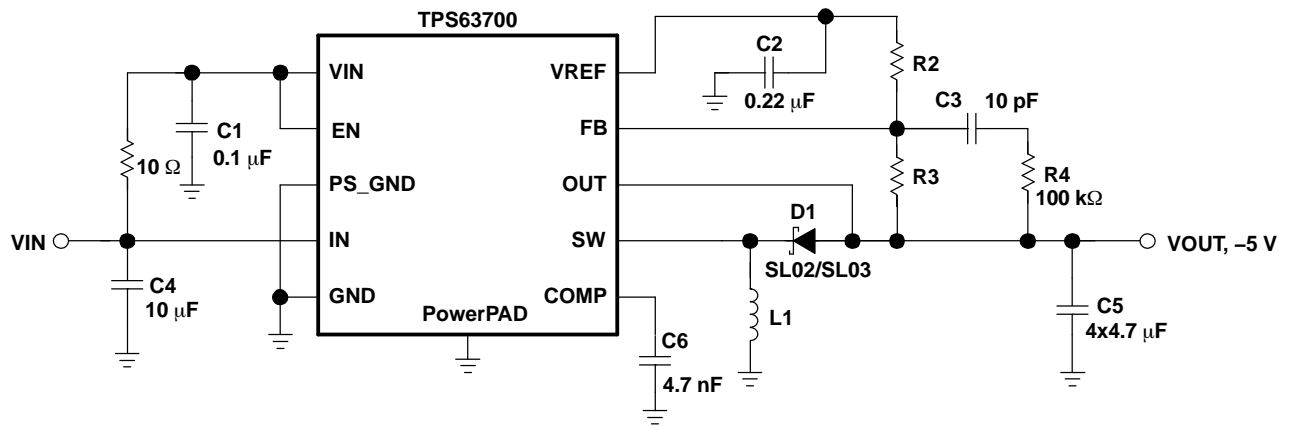 TPS63700
VIN
EN
PS_GND
IN
GND
VREF
FB
OUT
SW
COMP
PowerPAD
C1
0.1 µF
10 Ω
VIN
C4
10 µF
C2
0.22 µF
R2
C3
10 pF
R3
R4
100 kΩ
D1
SL02/SL03
VOUT, –5 V
L1
C5
4x4.7 µF
C6
4.7 nF